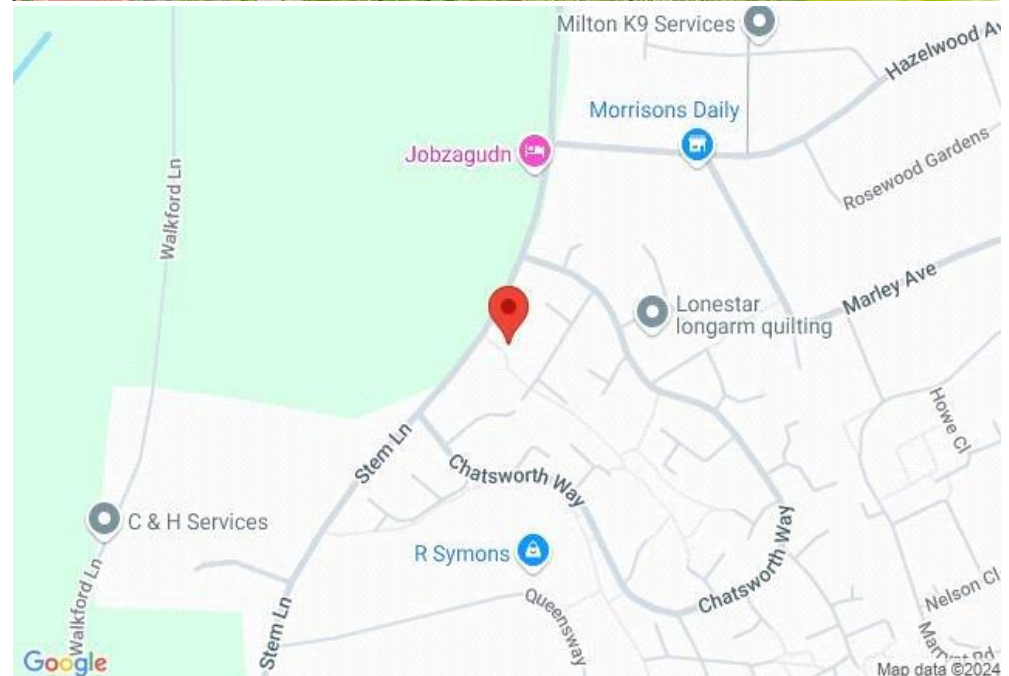 Milton K9 Services
Hazelwood Av
Morrisons Daily
Jobzagudn
Rosewood Gardens
Walkford Ln
Marley Ave
Lonestar
longarm quilting
Howe Cl
Stem Ln
Chatsworth Way
C & H Services
R Symons
Chatsworth Way
Queensway
Nelson Cl
Walkford Ln
Stem Ln
Marryat Rd
Google
Map data ©2024